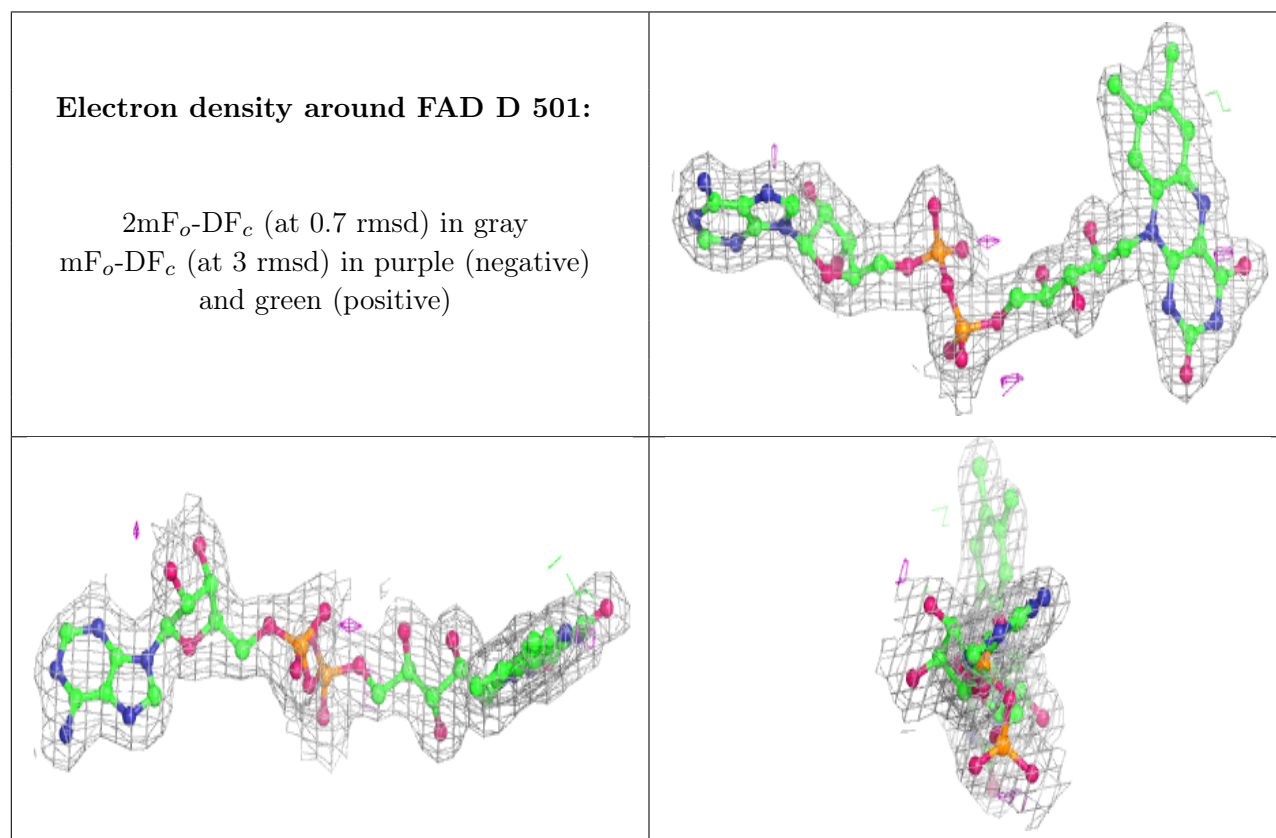 Electron density around FAD D 501:
2mFo-DFc (at 0.7 rmsd) in gray
mFo-DFc (at 3 rmsd) in purple (negative)
and green (positive)